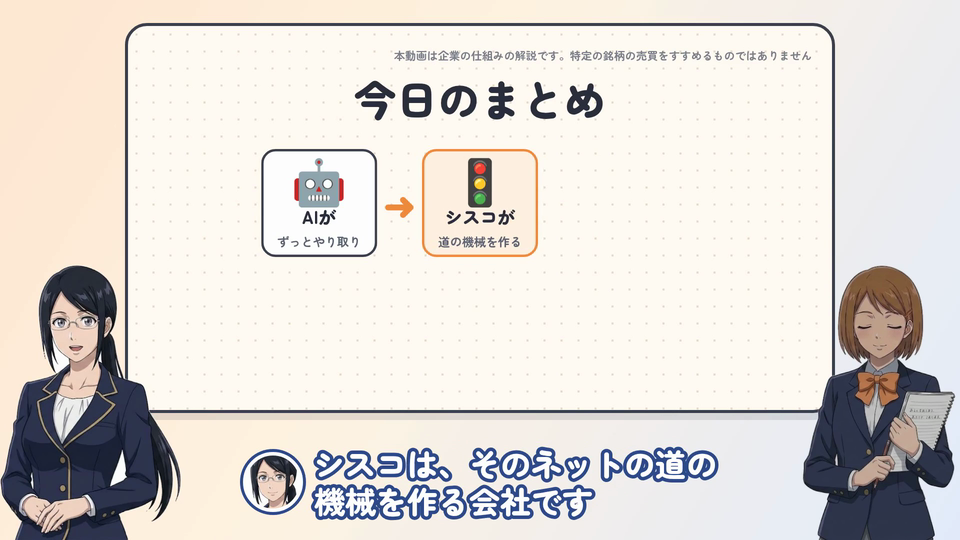 本動画は企業の仕組みの解説です。特定の銘柄の売買をすすめるものではありません
今日のまとめ
AIが
ずっとやり取り
シスコが
道の機械を作る
シスコは、そのネットの道の
機械を作る会社です